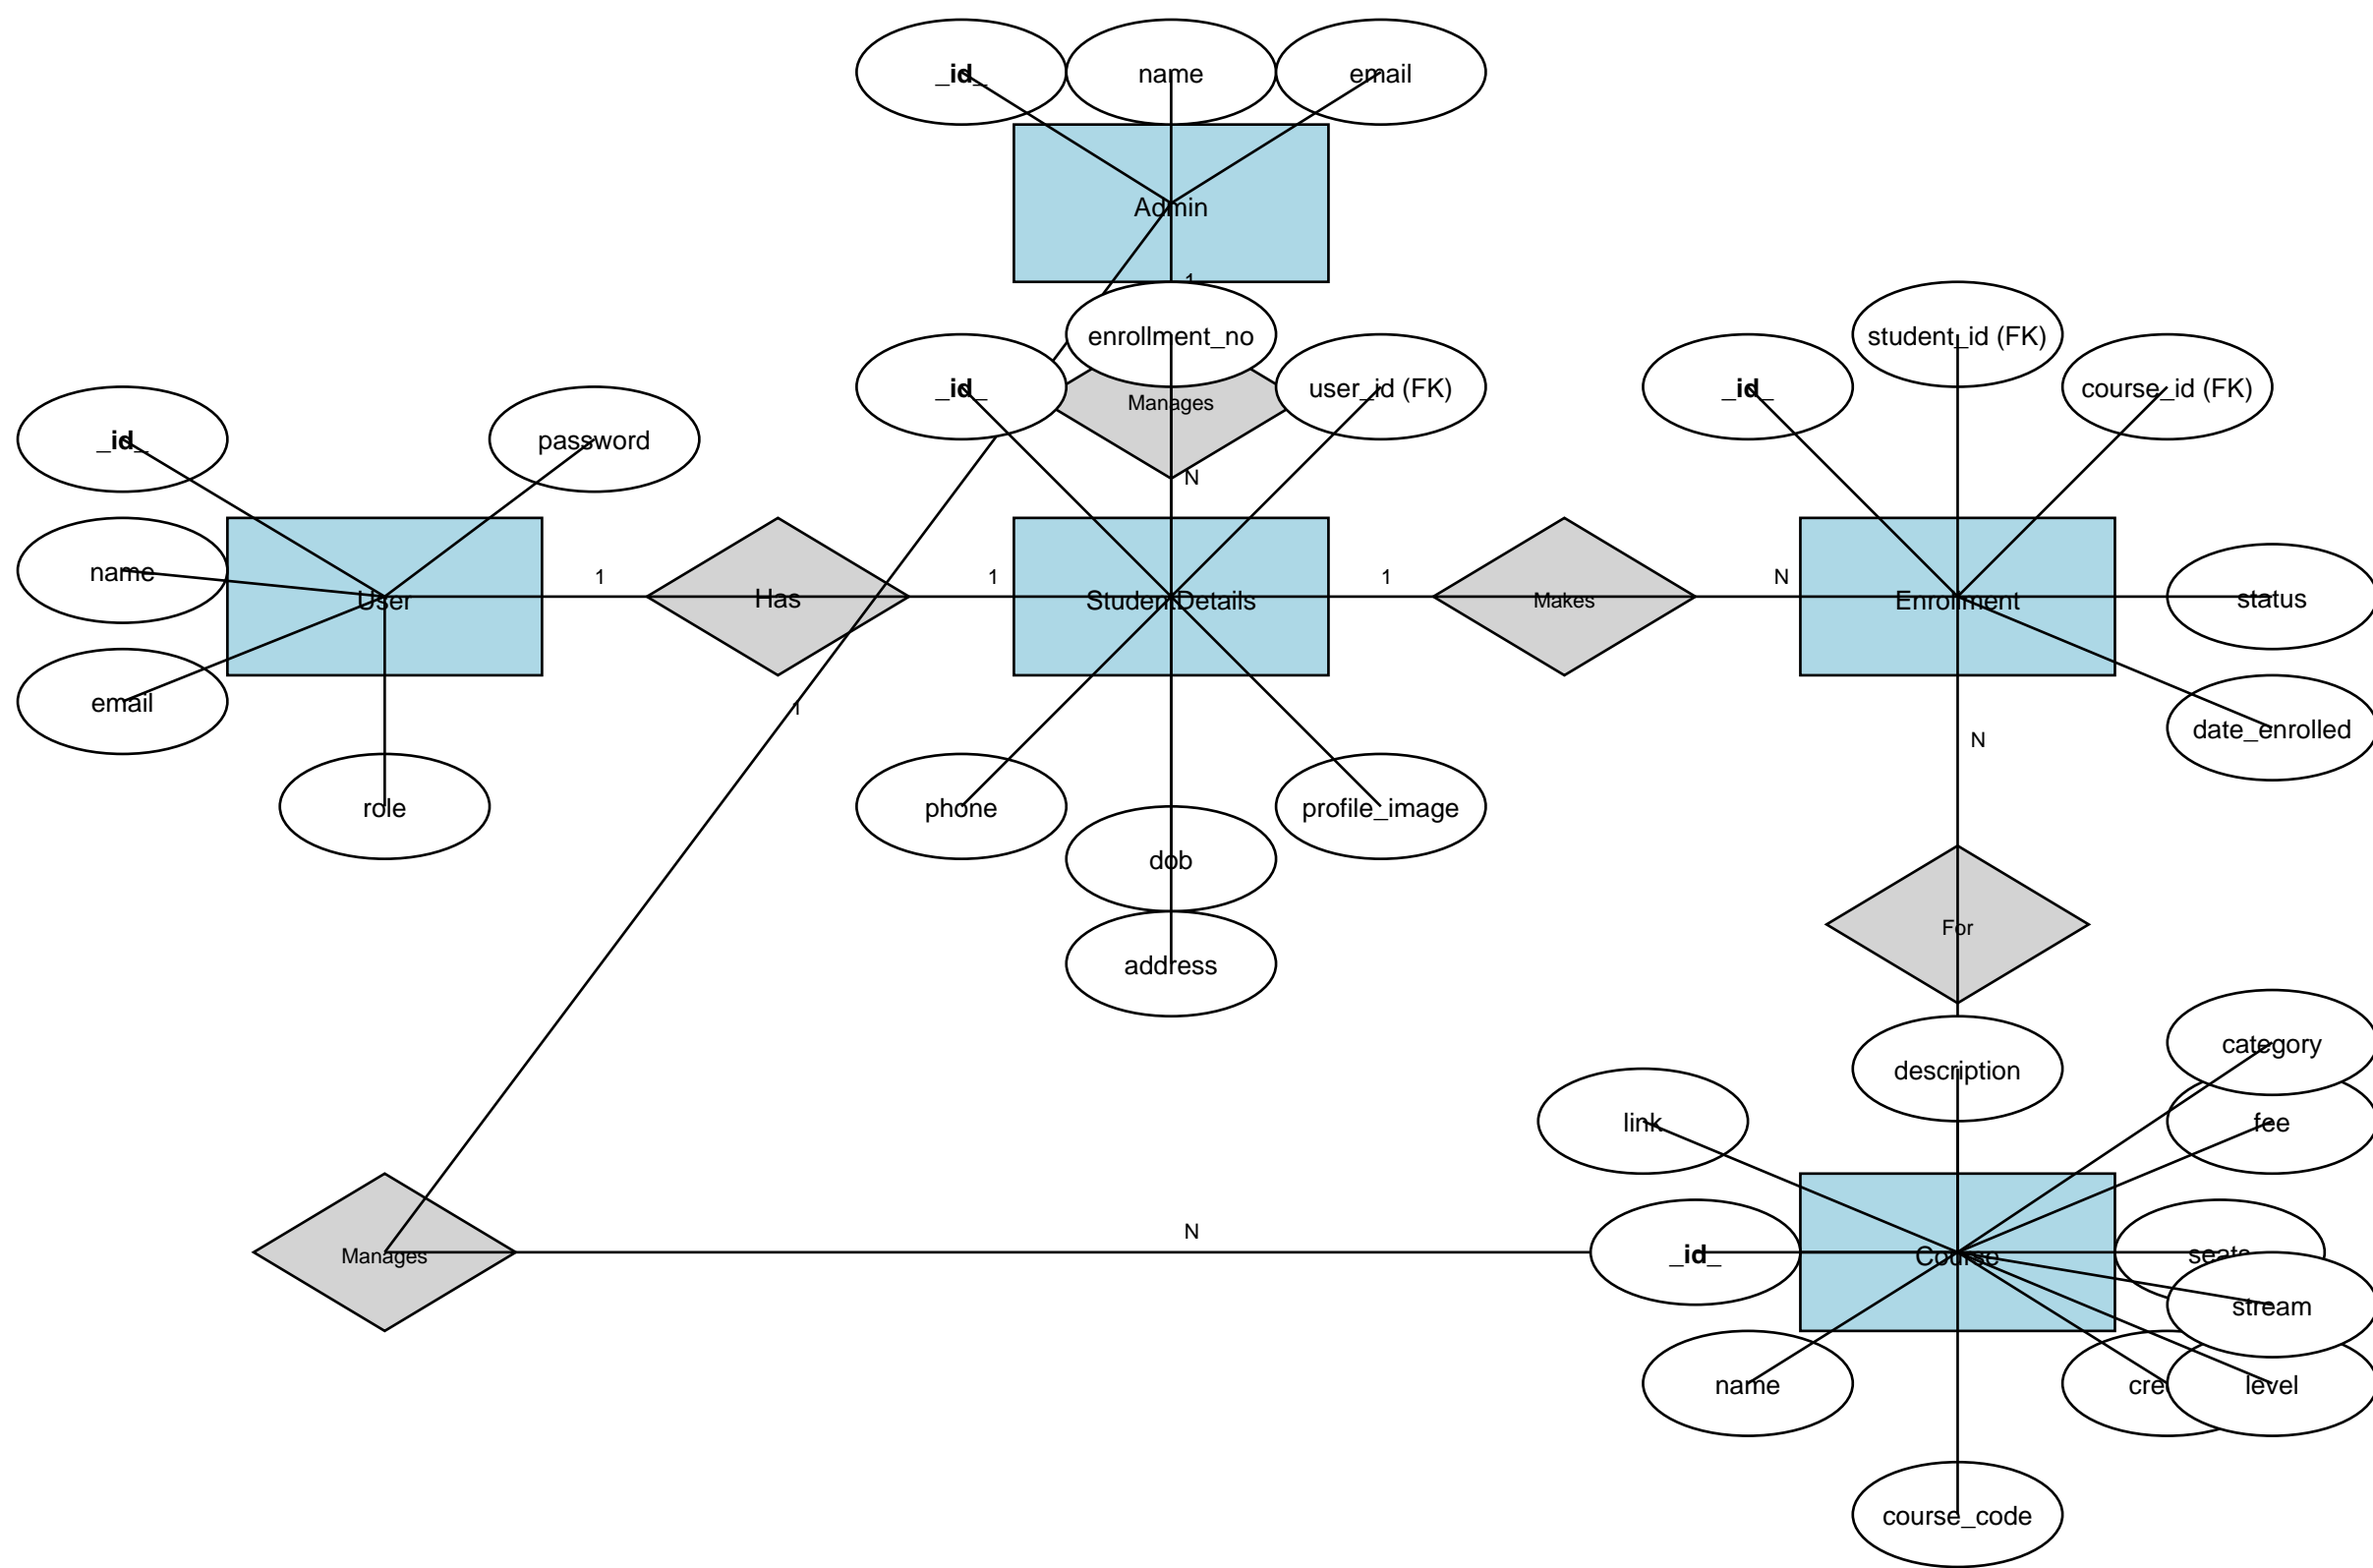 _id_
name
email
Admin
1
enrollment_no
_id_
Manages
user_id (FK)
student_id (FK)
_id_
course_id (FK)
_id_
password
N
name
1
1
1
N
User
Has
StudentDetails
Makes
Enrollment
status
email
1
date_enrolled
N
role
phone
profile_image
dob
For
address
category
description
link
fee
N
Manages
_id_
Course
seats
stream
name
cre
level
course_code